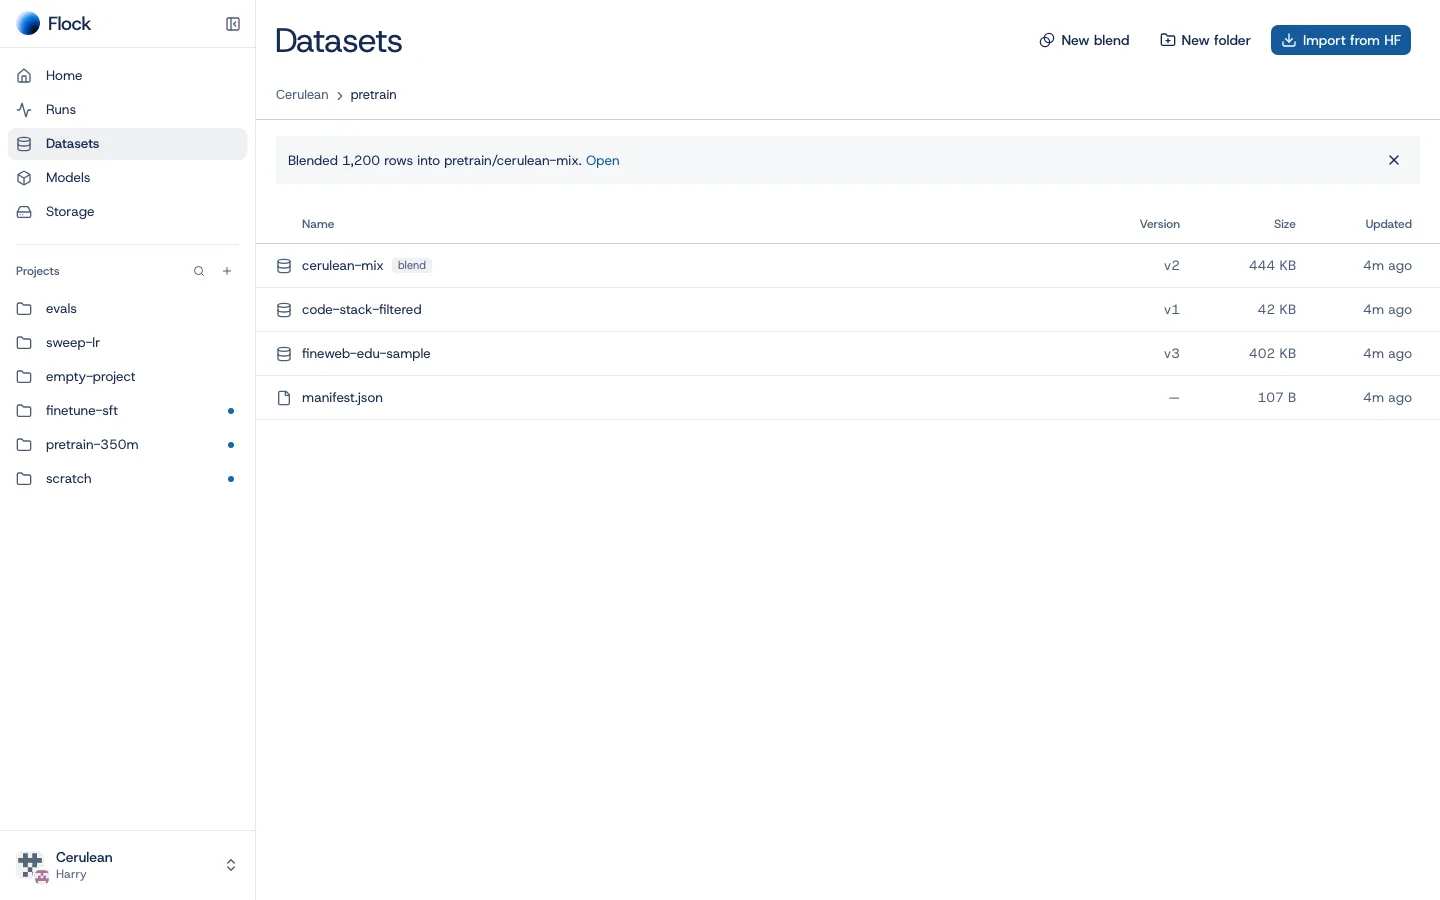 Flock
Home
Runs
Datasets
Models
Storage
Projects
evals
sweep-lr
empty-project
finetune-sft
pretrain-350m
scratch
Cerulean
Harry
Datasets
New blend
New folder
Import from HF
Cerulean > pretrain
Blended 1,200 rows into pretrain/cerulean-mix. Open
Name Version Size Updated
cerulean-mix blend v2 444 KB 4m ago
code-stack-filtered v1 42 KB 4m ago
fineweb-edu-sample v3 402 KB 4m ago
manifest.json — 107 B 4m ago